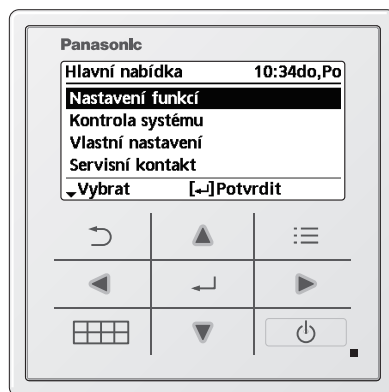 Panasonic
Hlavní nabídka 10:34do,Po
Nastavení funkcí
Kontrola systému
Vlastní nastavení
Servisní kontakt
Vybrat [↵]Potvrdit